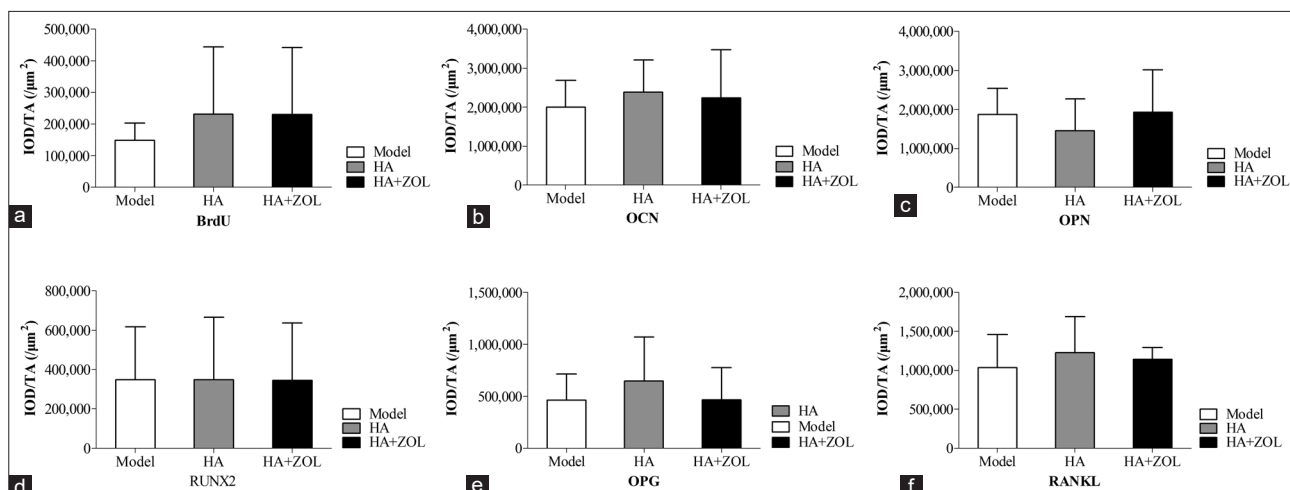 500,000
400,000
300,000
200,000
100,000
0
IOD/TA (/μm²)
Model HA HA+ZOL
BrdU
Model
HA
HA+ZOL
a
4,000,000
3,000,000
2,000,000
1,000,000
0
IOD/TA (/μm²)
Model HA HA+ZOL
OCN
Model
HA
HA+ZOL
b
4,000,000
3,000,000
2,000,000
1,000,000
0
IOD/TA (/μm²)
Model HA HA+ZOL
OPN
Model
HA
HA+ZOL
c
800,000
600,000
400,000
200,000
0
IOD/TA (/μm²)
Model HA HA+ZOL
RUNX2
Model
HA
HA+ZOL
d
1,500,000
1,000,000
500,000
0
IOD/TA (/μm²)
Model HA HA+ZOL
OPG
HA
Model
HA+ZOL
e
2,000,000
1,500,000
1,000,000
500,000
0
IOD/TA (/μm²)
Model HA HA+ZOL
RANKL
Model
HA
HA+ZOL
f